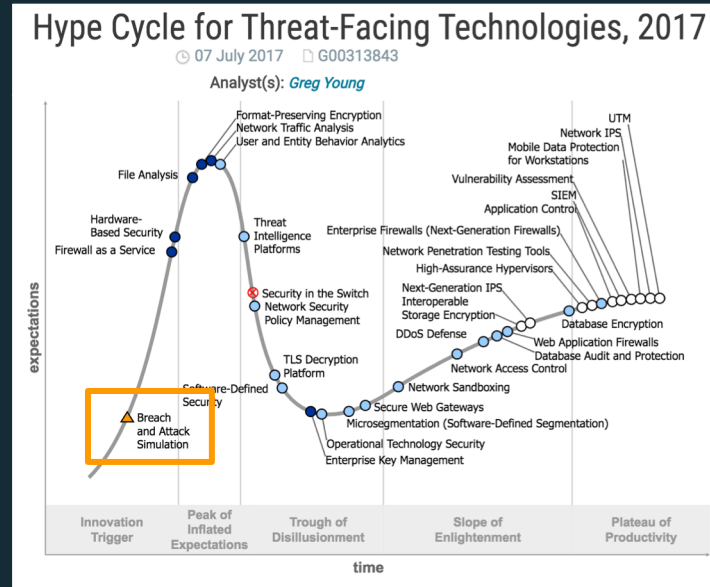 Hype Cycle for Threat-Facing Technologies, 2017
07 July 2017 G00313843
Analyst(s): Greg Young
expectations
Format-Preserving Encryption
Network Traffic Analysis
User and Entity Behavior Analytics
File Analysis
Hardware-
Based Security
Firewall as a Service
Breach
and Attack
Simulation
Threat
Intelligence
Platforms
Security in the Switch
Network Security
Policy Management
TLS Decryption
Platform
Software-Defined
Security
Enterprise Key Management
Operational Technology Security
Microsegmentation (Software-Defined Segmentation)
Secure Web Gateways
Network Sandboxing
Network Access Control
DDoS Defense
Database Audit and Protection
Web Application Firewalls
Next-Generation IPS
Interoperable
Storage Encryption
Database Encryption
High-Assurance Hypervisors
Network Penetration Testing Tools
Enterprise Firewalls (Next-Generation Firewalls)
Application Control
SIEM
Vulnerability Assessment
Mobile Data Protection
for Workstations
Network IPS
UTM
Innovation
Trigger
Peak of
Inflated
Expectations
Trough of
Disillusionment
Slope of
Enlightenment
Plateau of
Productivity
time